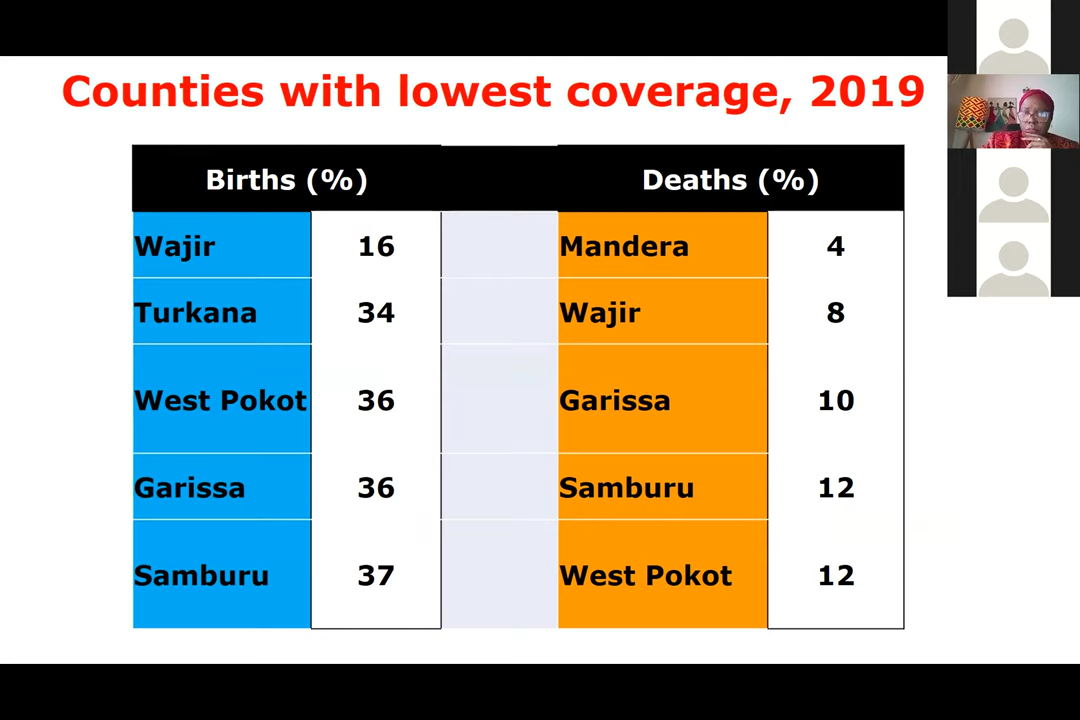 Counties with lowest coverage, 2019
Births (%) Deaths (%)
Wajir 16 Mandera 4
Turkana 34 Wajir 8
West Pokot 36 Garissa 10
Garissa 36 Samburu 12
Samburu 37 West Pokot 12